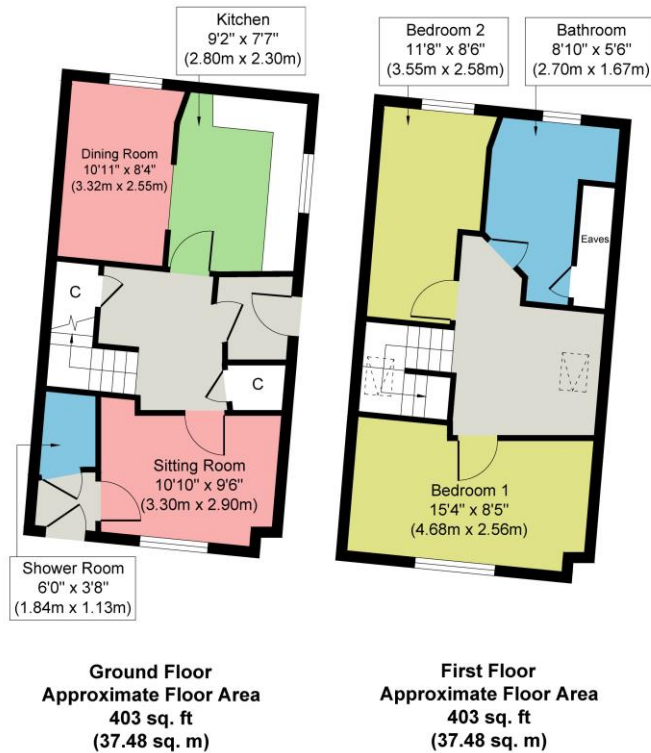 Kitchen
9'2" x 7'7"
(2.80m x 2.30m)
Dining Room
10'11" x 8'4"
(3.32m x 2.55m)
C
C
Sitting Room
10'10" x 9'6"
(3.30m x 2.90m)
Shower Room
6'0" x 3'8"
(1.84m x 1.13m)
Ground Floor
Approximate Floor Area
403 sq. ft
(37.48 sq. m)
Bedroom 2
11'8" x 8'6"
(3.55m x 2.58m)
Bathroom
8'10" x 5'6"
(2.70m x 1.67m)
Eaves
Bedroom 1
15'4" x 8'5"
(4.68m x 2.56m)
First Floor
Approximate Floor Area
403 sq. ft
(37.48 sq. m)